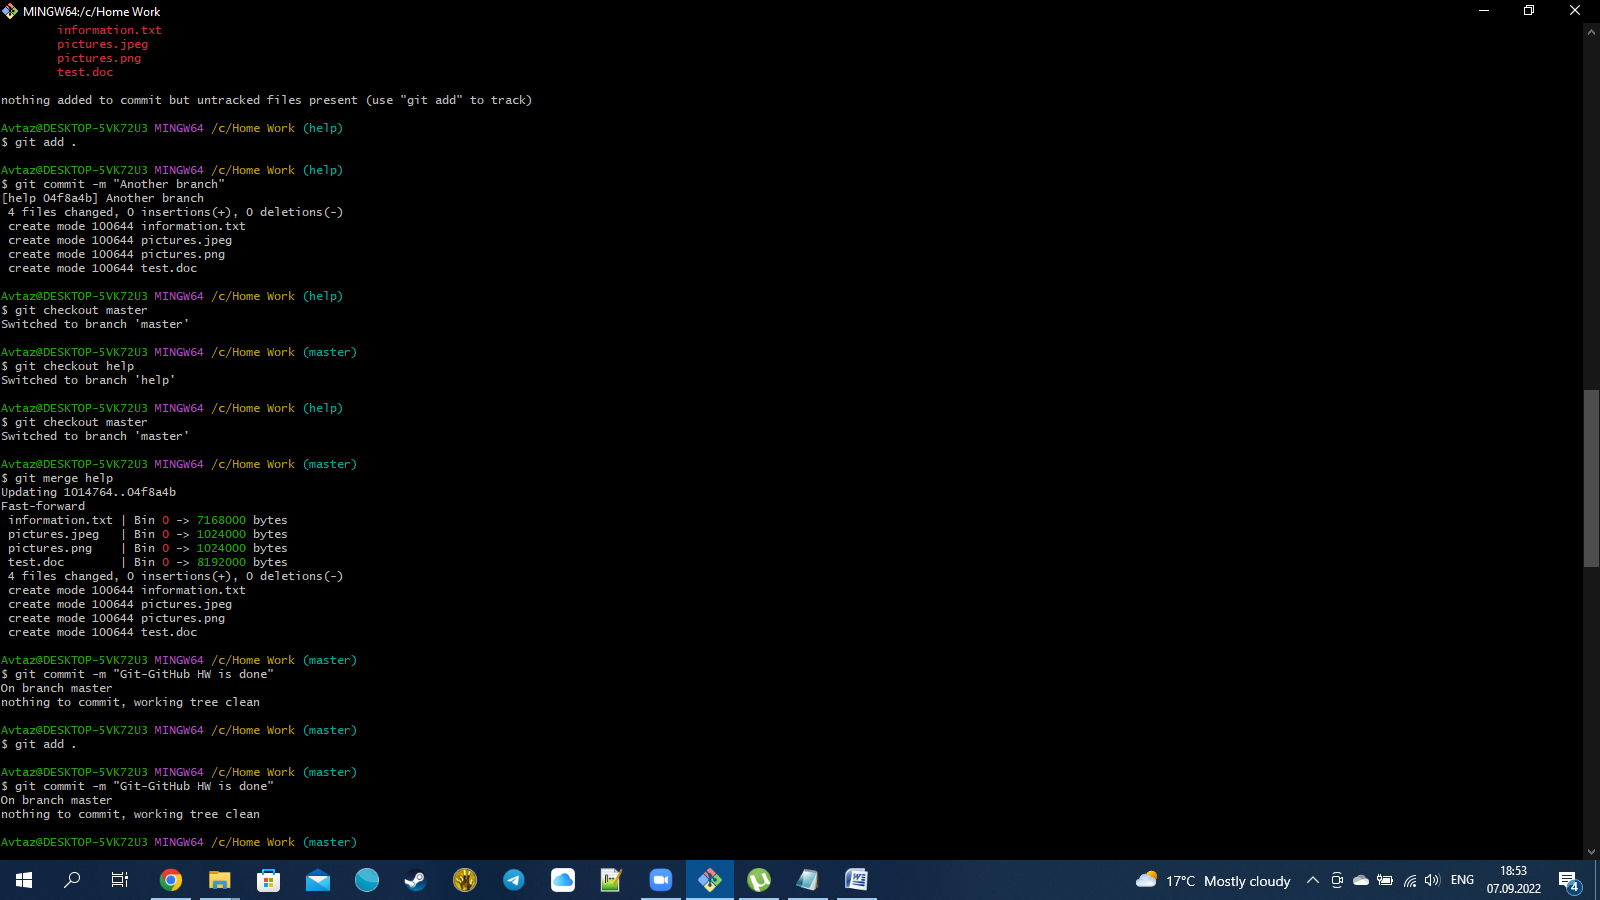 MINGW64:/c/Home Work
information.txt
pictures.jpeg
pictures.png
test.doc
nothing added to commit but untracked files present (use "git add" to track)
Avtaz@DESKTOP-5VK72U3 MINGW64 /c/Home Work (help)
$ git add .
Avtaz@DESKTOP-5VK72U3 MINGW64 /c/Home Work (help)
$ git commit -m "Another branch"
[help 04f8a4b] Another branch
4 files changed, 0 insertions(+), 0 deletions(-)
create mode 100644 information.txt
create mode 100644 pictures.jpeg
create mode 100644 pictures.png
create mode 100644 test.doc
Avtaz@DESKTOP-5VK72U3 MINGW64 /c/Home Work (help)
$ git checkout master
Switched to branch 'master'
Avtaz@DESKTOP-5VK72U3 MINGW64 /c/Home Work (master)
$ git checkout help
Switched to branch 'help'
Avtaz@DESKTOP-5VK72U3 MINGW64 /c/Home Work (help)
$ git checkout master
Switched to branch 'master'
Avtaz@DESKTOP-5VK72U3 MINGW64 /c/Home Work (master)
$ git merge help
Updating 1014764..04f8a4b
Fast-forward
information.txt | Bin 0 -> 7168000 bytes
pictures.jpeg   | Bin 0 -> 1024000 bytes
pictures.png    | Bin 0 -> 1024000 bytes
test.doc        | Bin 0 -> 8192000 bytes
4 files changed, 0 insertions(+), 0 deletions(-)
create mode 100644 information.txt
create mode 100644 pictures.jpeg
create mode 100644 pictures.png
create mode 100644 test.doc
Avtaz@DESKTOP-5VK72U3 MINGW64 /c/Home Work (master)
$ git commit -m "Git-GitHub HW is done"
On branch master
nothing to commit, working tree clean
Avtaz@DESKTOP-5VK72U3 MINGW64 /c/Home Work (master)
$ git add .
Avtaz@DESKTOP-5VK72U3 MINGW64 /c/Home Work (master)
$ git commit -m "Git-GitHub HW is done"
On branch master
nothing to commit, working tree clean
Avtaz@DESKTOP-5VK72U3 MINGW64 /c/Home Work (master)
17°C Mostly cloudy
ENG
18:53
07.09.2022
4